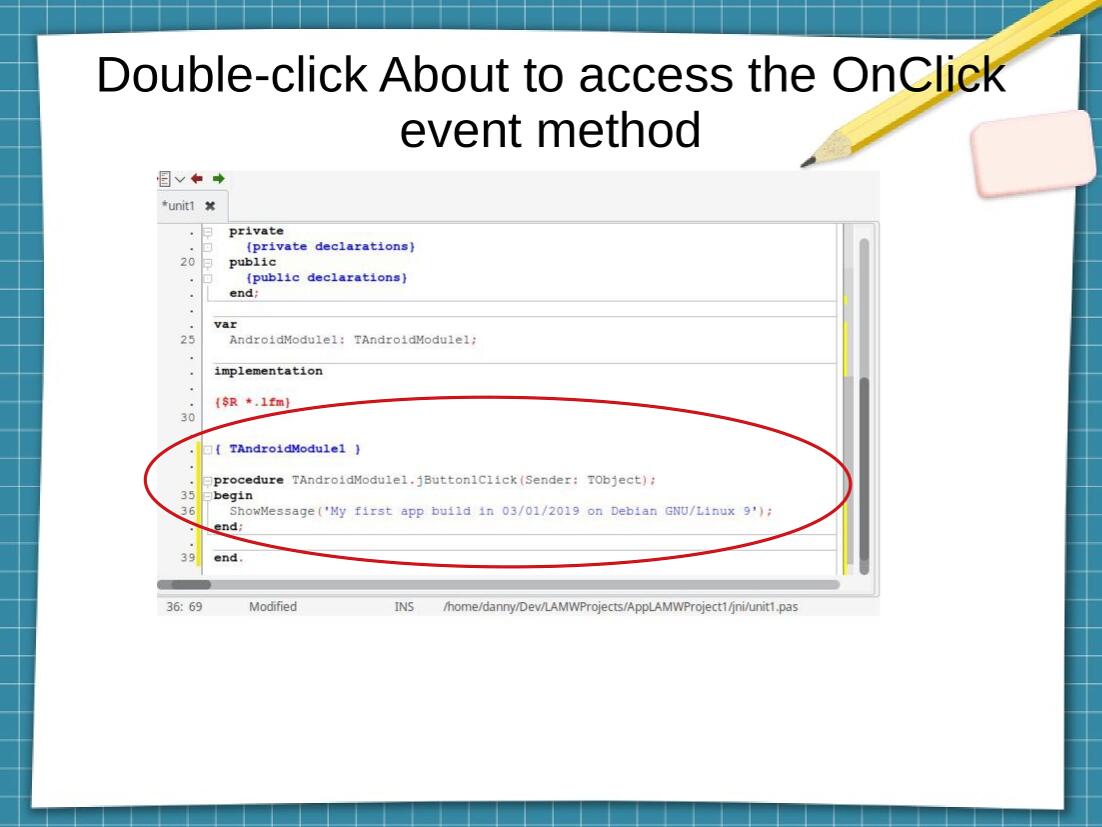 Double-click About to access the OnClick
event method
*unit1
. private
. {private declarations}
20 public
. {public declarations}
. end;
.
. var
25 AndroidModule1: TAndroidModule1;
.
. implementation
.
. {$R *.lfm}
30
. { TAndroidModule1 }
.
. procedure TAndroidModule1.jButton1Click(Sender: TObject);
35 begin
36 ShowMessage('My first app build in 03/01/2019 on Debian GNU/Linux 9');
. end;
.
39 end.
36: 69 Modified INS /home/danny/Dev/LAMWProjects/AppLAMWProject1/jni/unit1.pas